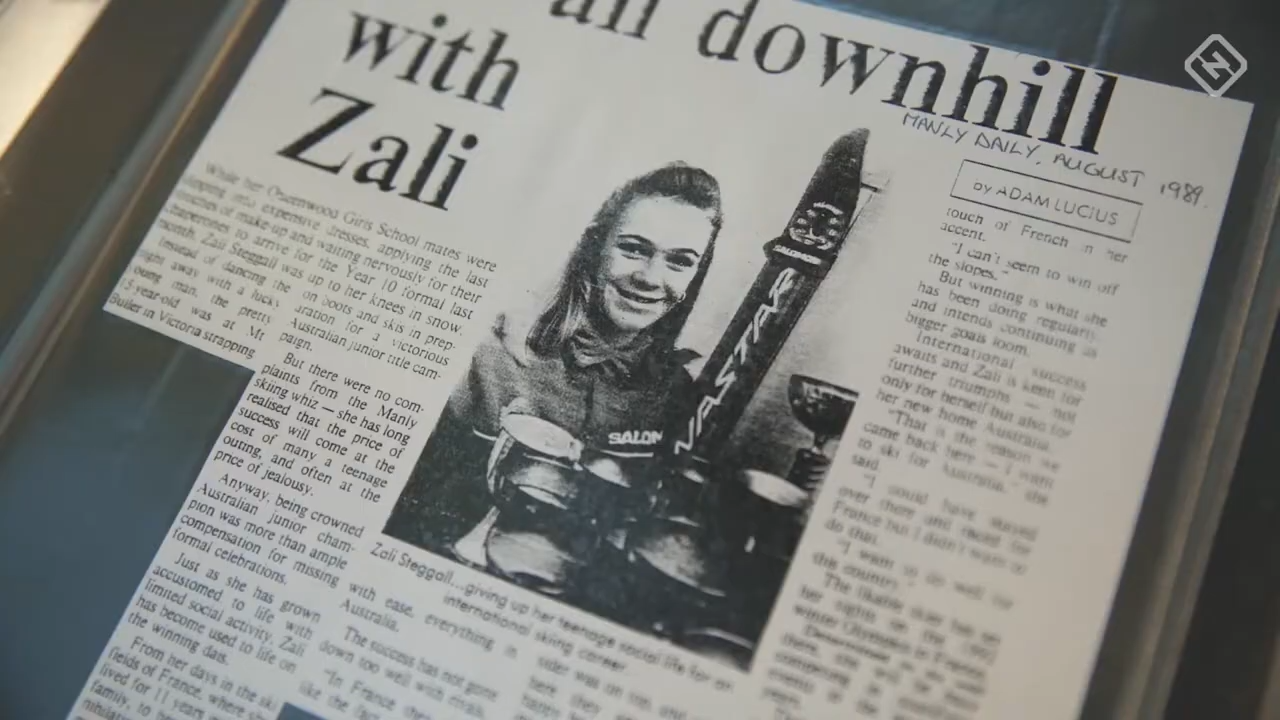 all downhill
with
Zali
MANLY DAILY, AUGUST 1989.
by ADAM LUCIUS
While her Queenwood Girls School mates were
slipping into expensive dresses, applying the last
touches of make-up and waiting nervously for their
chaperones to arrive for the Year 10 formal last
month, Zali Steggall was up to her knees in snow.
Instead of dancing the
night away with a lucky
young man, the pretty
15-year-old was at Mt
Buller in Victoria strapping
on boots and skis in prep-
aration for a victorious
Australian junior title cam-
paign.
But there were no com-
plaints from the Manly
skiing whiz — she has long
realised that the price of
success will come at the
cost of many a teenage
outing, and often at the
price of jealousy.
Anyway, being crowned
Australian junior cham-
pion was more than ample
compensation for missing
formal celebrations.
Just as she has grown
accustomed to life with
limited social activity, Zali
has become used to life on
the winning dais.
From her days in the ski
fields of France, where she
lived for 11 years
family, to
with ease, everything in
Australia.
The success has not gone
down too well with rivals.
"In France they
like the fact
SALOM
SALOMON
NASTAR
Zali Steggall...giving up her teenage social life for an
international skiing career
touch of French in her
accent.
"I can't seem to win off
the slopes."
But winning is what she
has been doing regularly
and intends continuing as
bigger goals loom.
International success
awaits and Zali is keen for
further triumphs — not
only for herself but also for
her new home Australia.
"That is the reason we
came back here — I want
to ski for Australia," she
said.
"I could have stayed
over there and raced for
France but I didn't want to
do that.
"I want to do well for
this country."